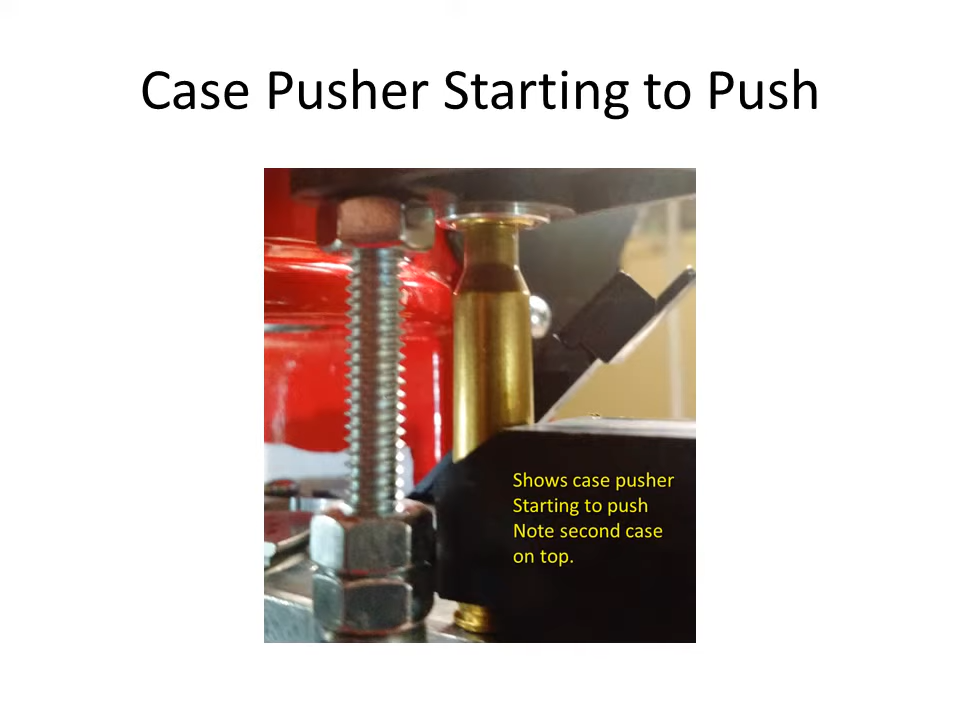 Case Pusher Starting to Push
Shows case pusher
Starting to push
Note second case
on top.